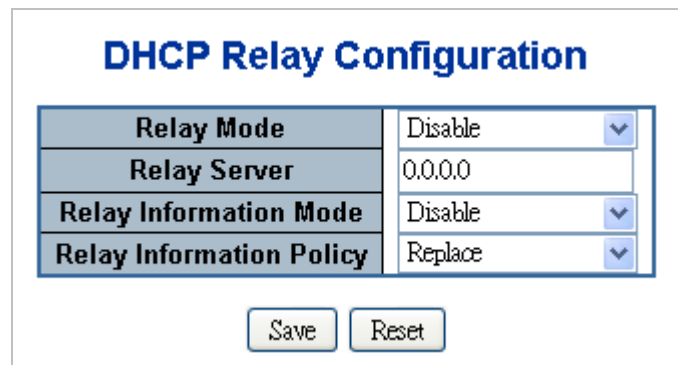 DHCP Relay Configuration
Relay Mode Disable
Relay Server 0.0.0.0
Relay Information Mode Disable
Relay Information Policy Replace
Save Reset